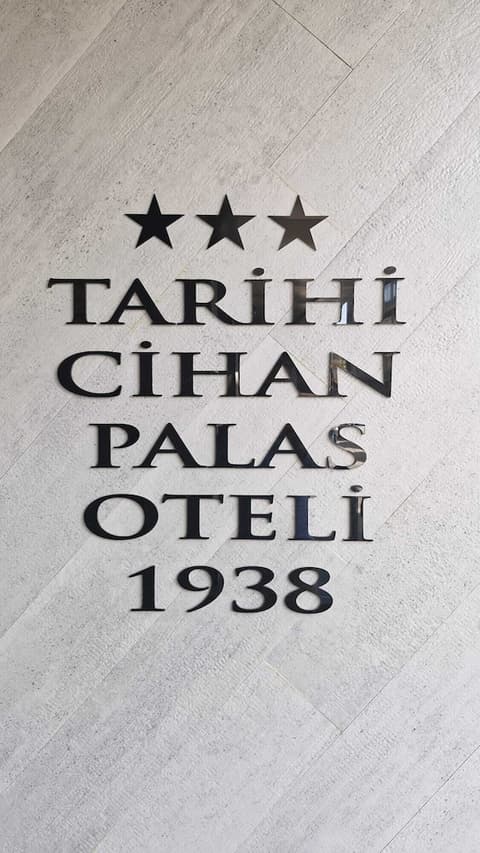 TARİHİ
CİHAN
PALAS
OTELİ
1938